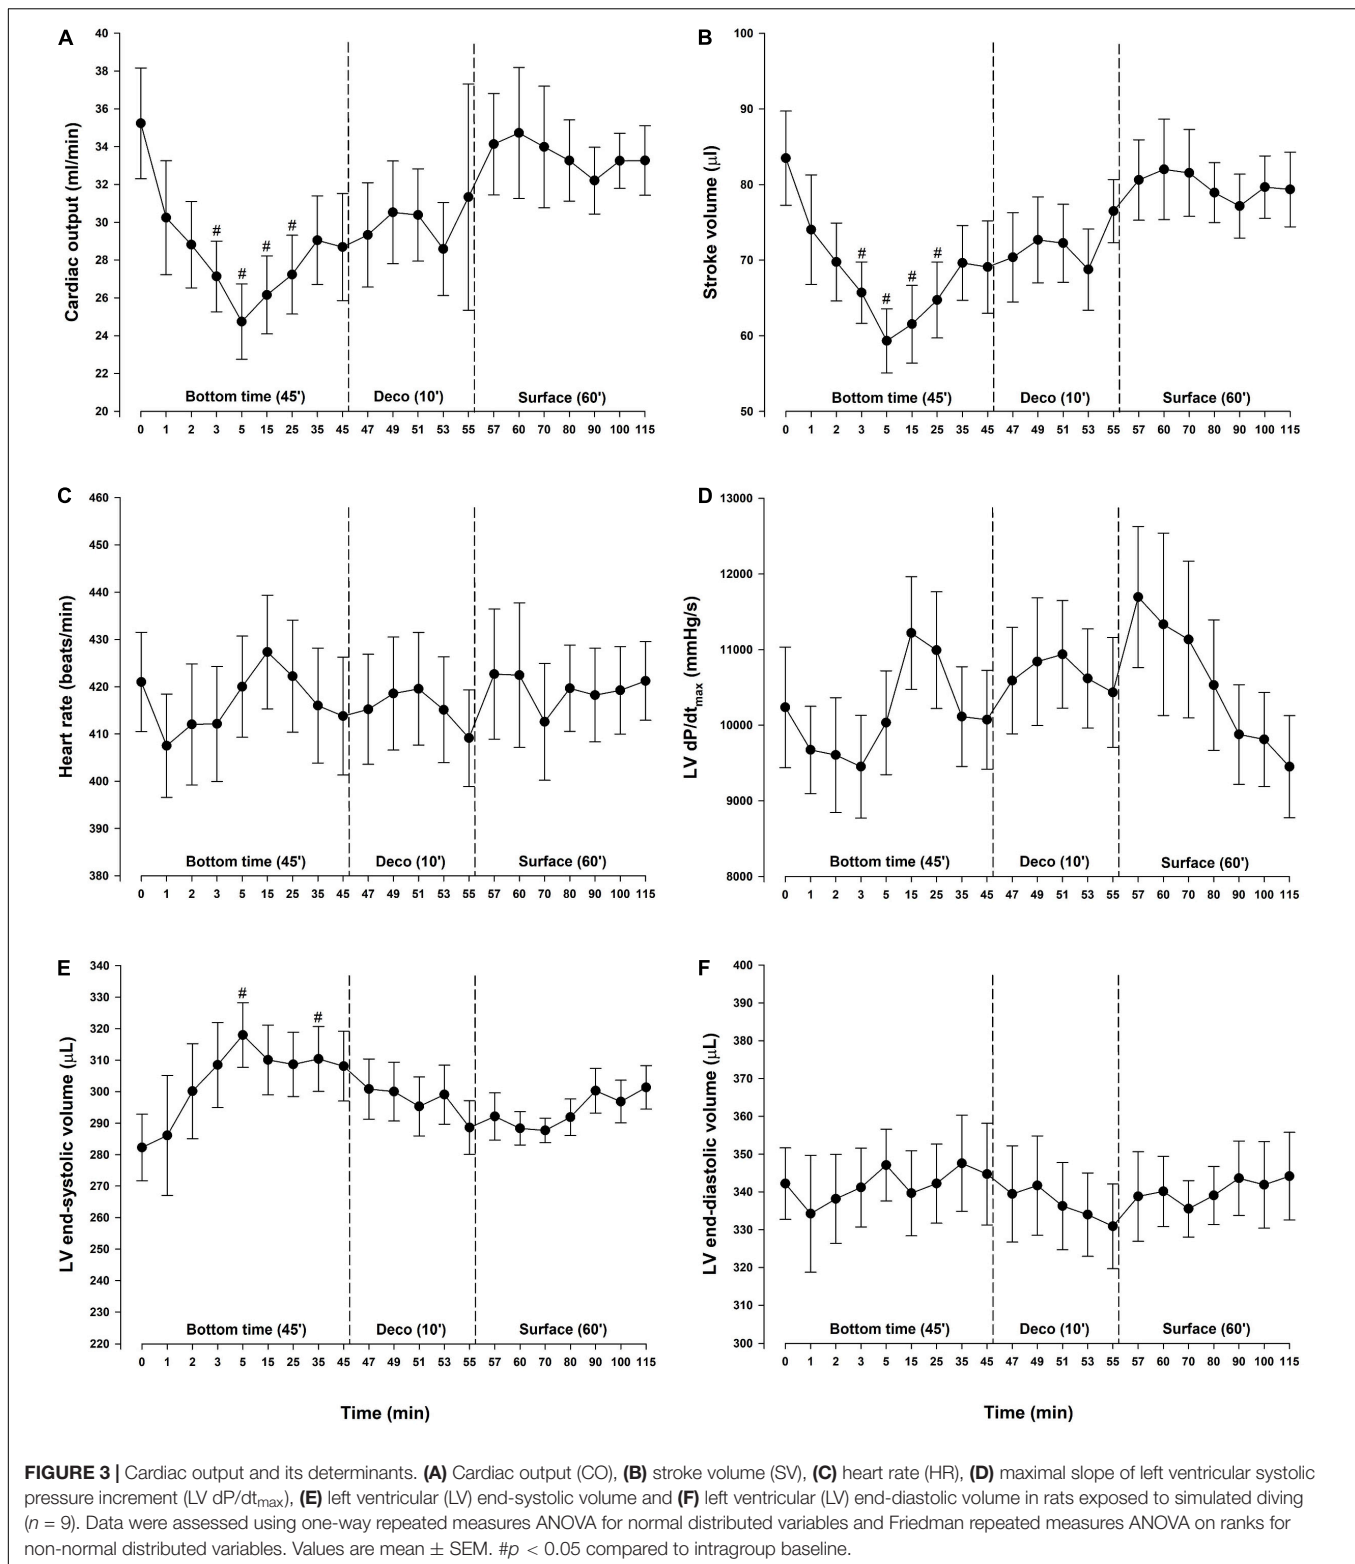 A
40
38
36
34
32
30
28
26
24
22
20
Cardiac output (ml/min)
#
#
#
#
Bottom time (45')
Deco (10')
Surface (60')
0 1 2 3 5 15 25 35 45 47 49 51 53 55 57 60 70 80 90 100 115
B
100
90
80
70
60
50
Stroke volume (μl)
#
#
#
#
Bottom time (45')
Deco (10')
Surface (60')
0 1 2 3 5 15 25 35 45 47 49 51 53 55 57 60 70 80 90 100 115
C
460
450
440
430
420
410
400
390
380
Heart rate (beats/min)
Bottom time (45')
Deco (10')
Surface (60')
0 1 2 3 5 15 25 35 45 47 49 51 53 55 57 60 70 80 90 100 115
D
13000
12000
11000
10000
9000
8000
LV dP/dtmax (mmHg/s)
Bottom time (45')
Deco (10')
Surface (60')
0 1 2 3 5 15 25 35 45 47 49 51 53 55 57 60 70 80 90 100 115
E
340
330
320
310
300
290
280
270
260
250
240
230
220
LV end-systolic volume (μL)
#
#
Bottom time (45')
Deco (10')
Surface (60')
0 1 2 3 5 15 25 35 45 47 49 51 53 55 57 60 70 80 90 100 115
Time (min)
F
400
390
380
370
360
350
340
330
320
310
300
LV end-diastolic volume (μL)
Bottom time (45')
Deco (10')
Surface (60')
0 1 2 3 5 15 25 35 45 47 49 51 53 55 57 60 70 80 90 100 115
Time (min)
FIGURE 3 | Cardiac output and its determinants. (A) Cardiac output (CO), (B) stroke volume (SV), (C) heart rate (HR), (D) maximal slope of left ventricular systolic
pressure increment (LV dP/dtmax), (E) left ventricular (LV) end-systolic volume and (F) left ventricular (LV) end-diastolic volume in rats exposed to simulated diving
(n = 9). Data were assessed using one-way repeated measures ANOVA for normal distributed variables and Friedman repeated measures ANOVA on ranks for
non-normal distributed variables. Values are mean ± SEM. #p < 0.05 compared to intragroup baseline.